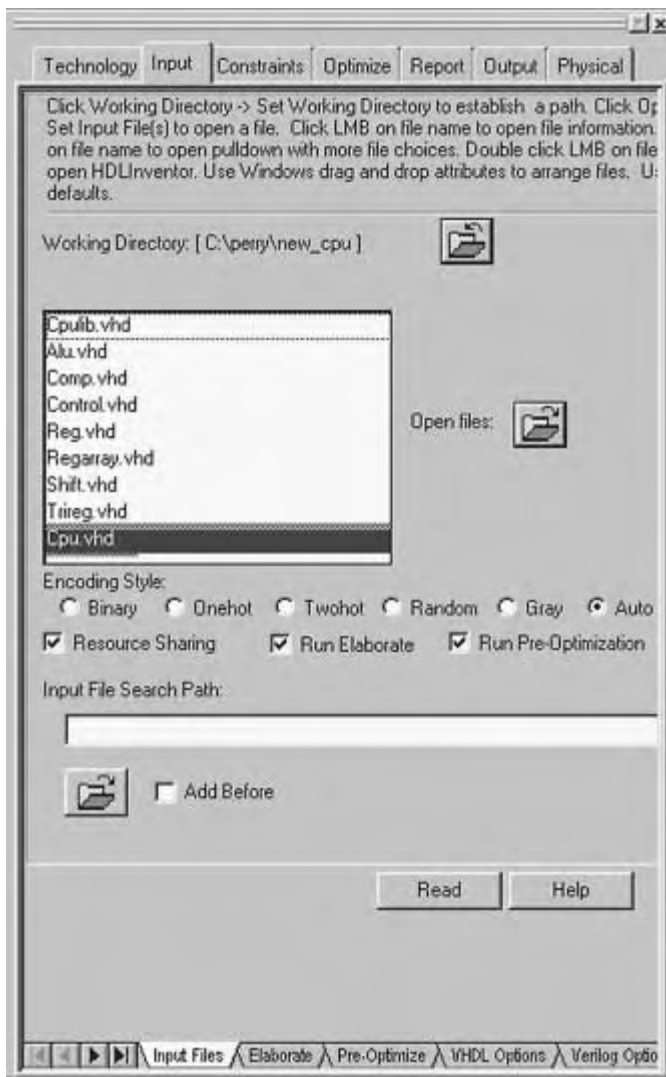 Technology Input Constraints Optimize Report Output Physical
Click Working Directory -> Set Working Directory to establish a path. Click Op
Set Input File(s) to open a file. Click LMB on file name to open file information.
on file name to open pulldown with more file choices. Double click LMB on file
open HDLInventor. Use Windows drag and drop attributes to arrange files. U
defaults.
Working Directory: [ C:\perry\new_cpu ]
Cpulib.vhd
Alu.vhd
Comp.vhd
Control.vhd
Reg.vhd
Regarray.vhd
Shift.vhd
Trireg.vhd
Cpu.vhd
Open files:
Encoding Style:
Binary Onehot Twohot Random Gray Auto
Resource Sharing Run Elaborate Run Pre-Optimization
Input File Search Path:
Add Before
Read Help
Input Files Elaborate Pre-Optimize VHDL Options Verilog Optio